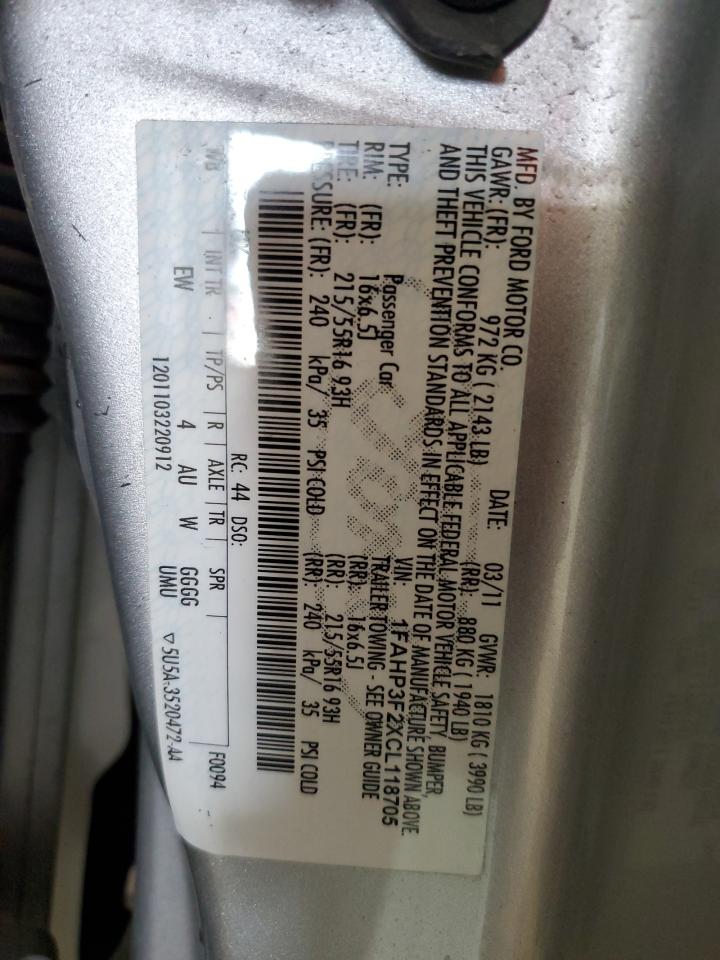 MFD. BY FORD MOTOR CO.
DATE: 03/11 GVWR: 1810 KG ( 3990 LB)
GAWR: (FR): 972 KG ( 2143 LB) (RR): 880 KG ( 1940 LB)
THIS VEHICLE CONFORMS TO ALL APPLICABLE FEDERAL MOTOR VEHICLE SAFETY, BUMPER,
AND THEFT PREVENTION STANDARDS IN EFFECT ON THE DATE OF MANUFACTURE SHOWN ABOVE.
VIN: 1FAHP3F2XCL118705
TYPE: Passenger Car TRAILER TOWING - SEE OWNER GUIDE
RIM: (FR): 16x6.5J (RR): 16x6.5J
(FR): 215/55R16 93H (RR): 215/55R16 93H
(FR): 240 kPa/ 35 PSI COLD (RR): 240 kPa/ 35 PSI COLD
RC: 44 DSO: F0094
WB INT TR TP/PS R AXLE TR SPR
EW 4 AU W GGGG
UMU
1201103220912 5U5A-3520472-AA